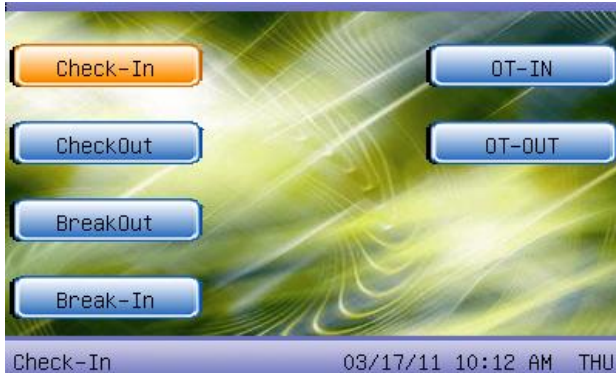 Check-In
OT-IN
CheckOut
OT-OUT
BreakOut
Break-In
Check-In 03/17/11 10:12 AM THU